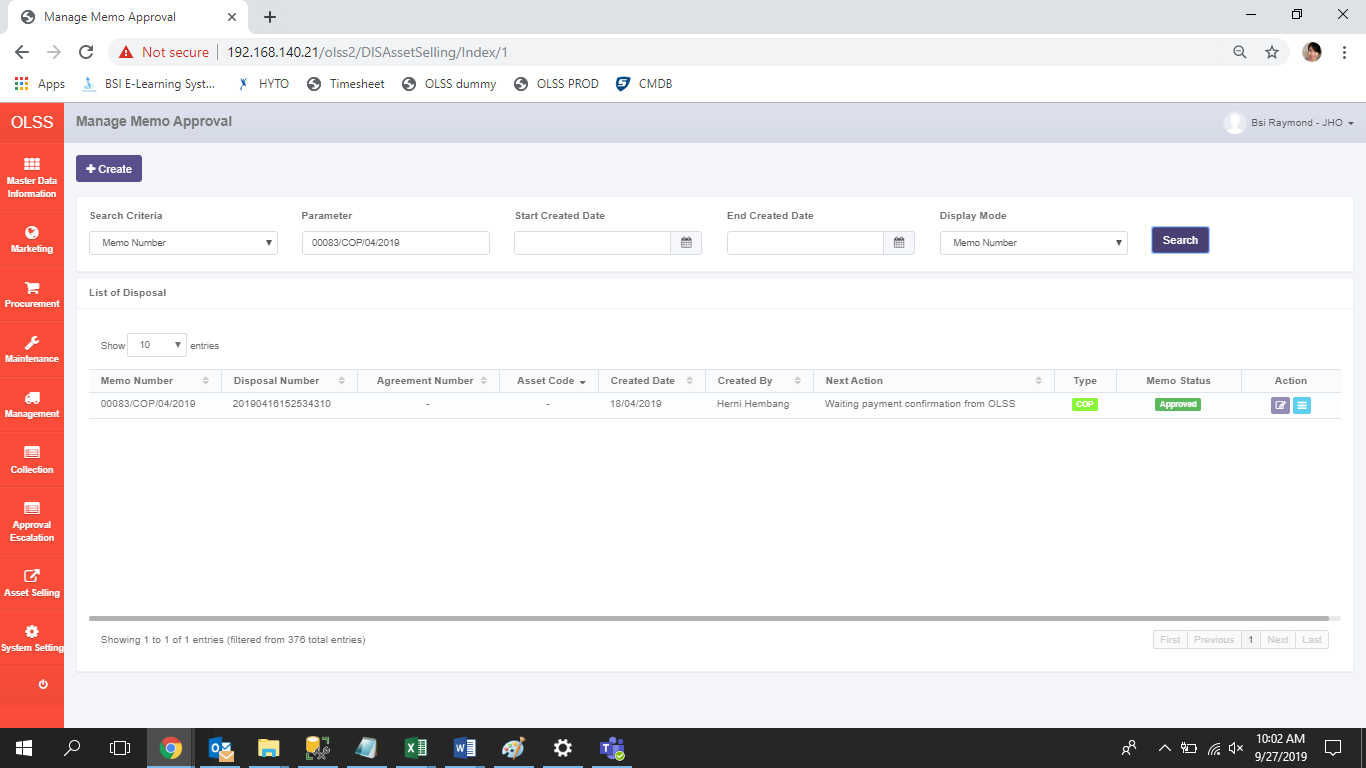 Manage Memo Approval
Not secure 192.168.140.21/olss2/DISAssetSelling/Index/1
Apps BSI E-Learning Syst... HYTO Timesheet OLSS dummy OLSS PROD CMDB
OLSS Manage Memo Approval Bsi Raymond - JHO
Create
Master Data
Information
Marketing
Procurement
Maintenance
Management
Collection
Approval
Escalation
Asset Selling
System Setting
Search Criteria Parameter Start Created Date End Created Date Display Mode
Memo Number 00083/COP/04/2019 Memo Number Search
List of Disposal
Show 10 entries
Memo Number Disposal Number Agreement Number Asset Code Created Date Created By Next Action Type Memo Status Action
00083/COP/04/2019 20190416152534310 - - 18/04/2019 Herni Hembang Waiting payment confirmation from OLSS COP Approved
Showing 1 to 1 of 1 entries (filtered from 376 total entries) First Previous 1 Next Last
10:02 AM
9/27/2019